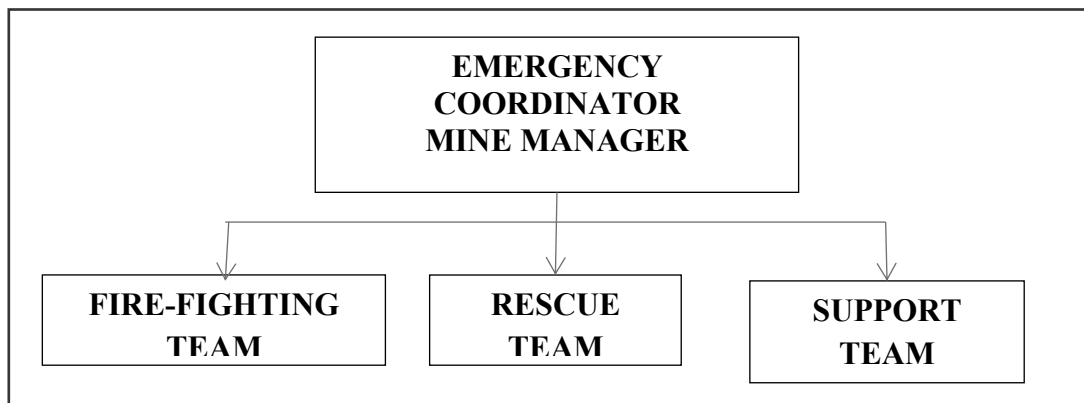 EMERGENCY
COORDINATOR
MINE MANAGER
FIRE-FIGHTING
TEAM
RESCUE
TEAM
SUPPORT
TEAM